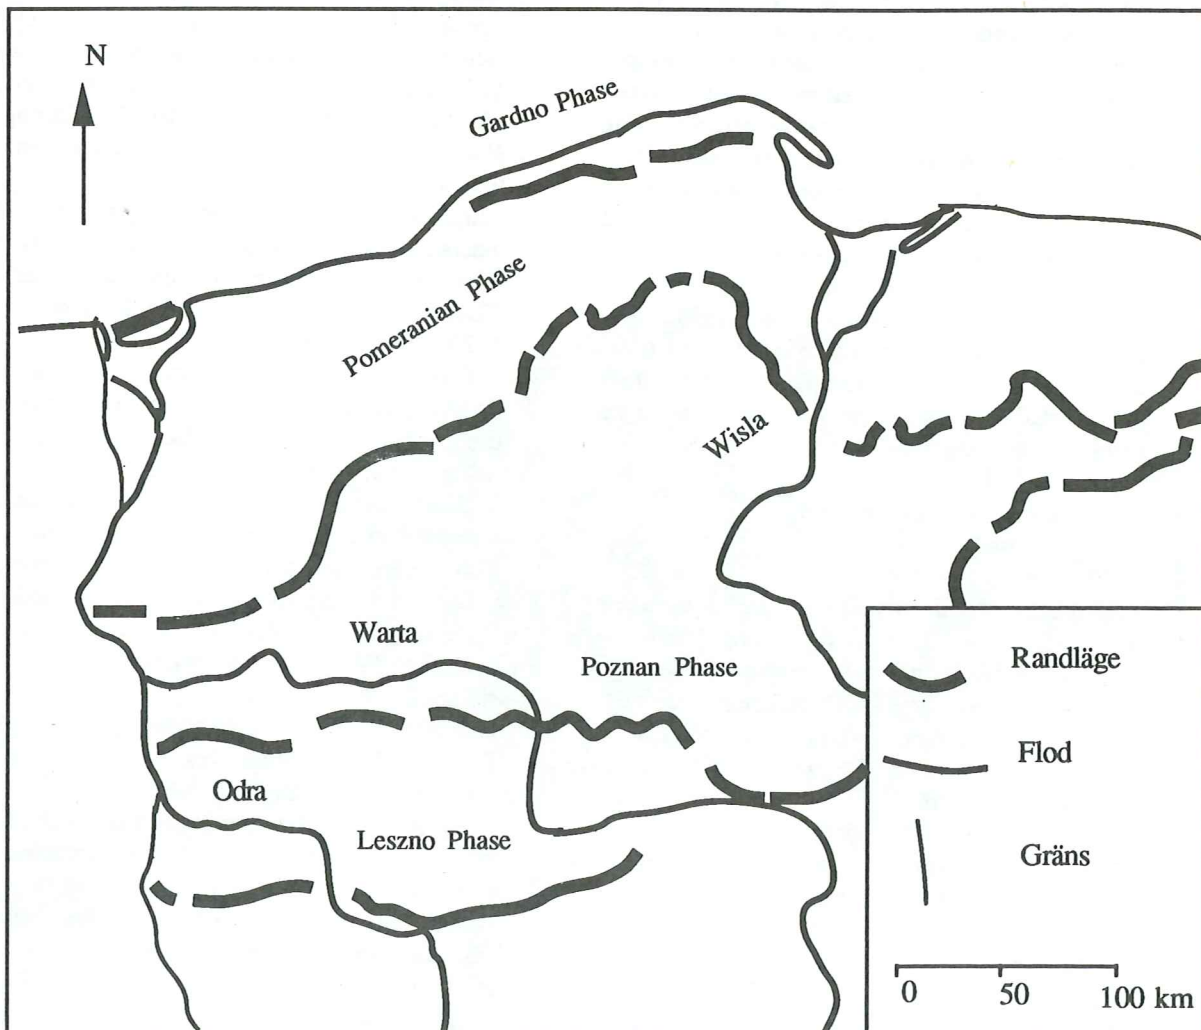 N
Gardno Phase
Pomeranian Phase
Wisla
Warta
Poznan Phase
Odra
Leszno Phase
Randläge
Flod
Gräns
0 50 100 km